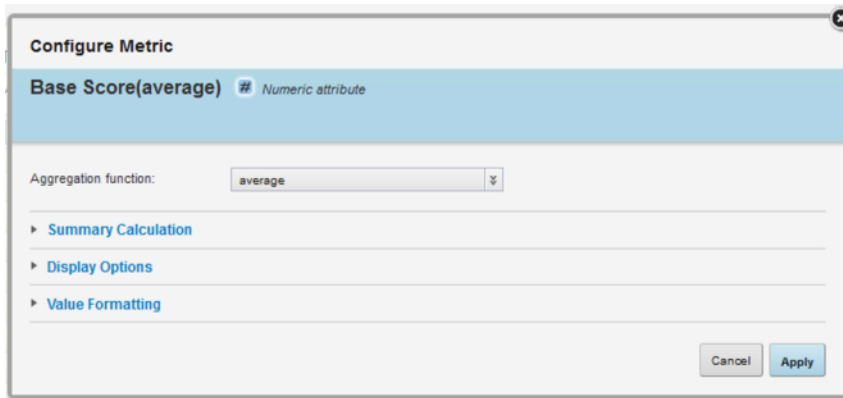 Configure Metric
Base Score(average) # Numeric attribute
Aggregation function: average
Summary Calculation
Display Options
Value Formatting
Cancel Apply